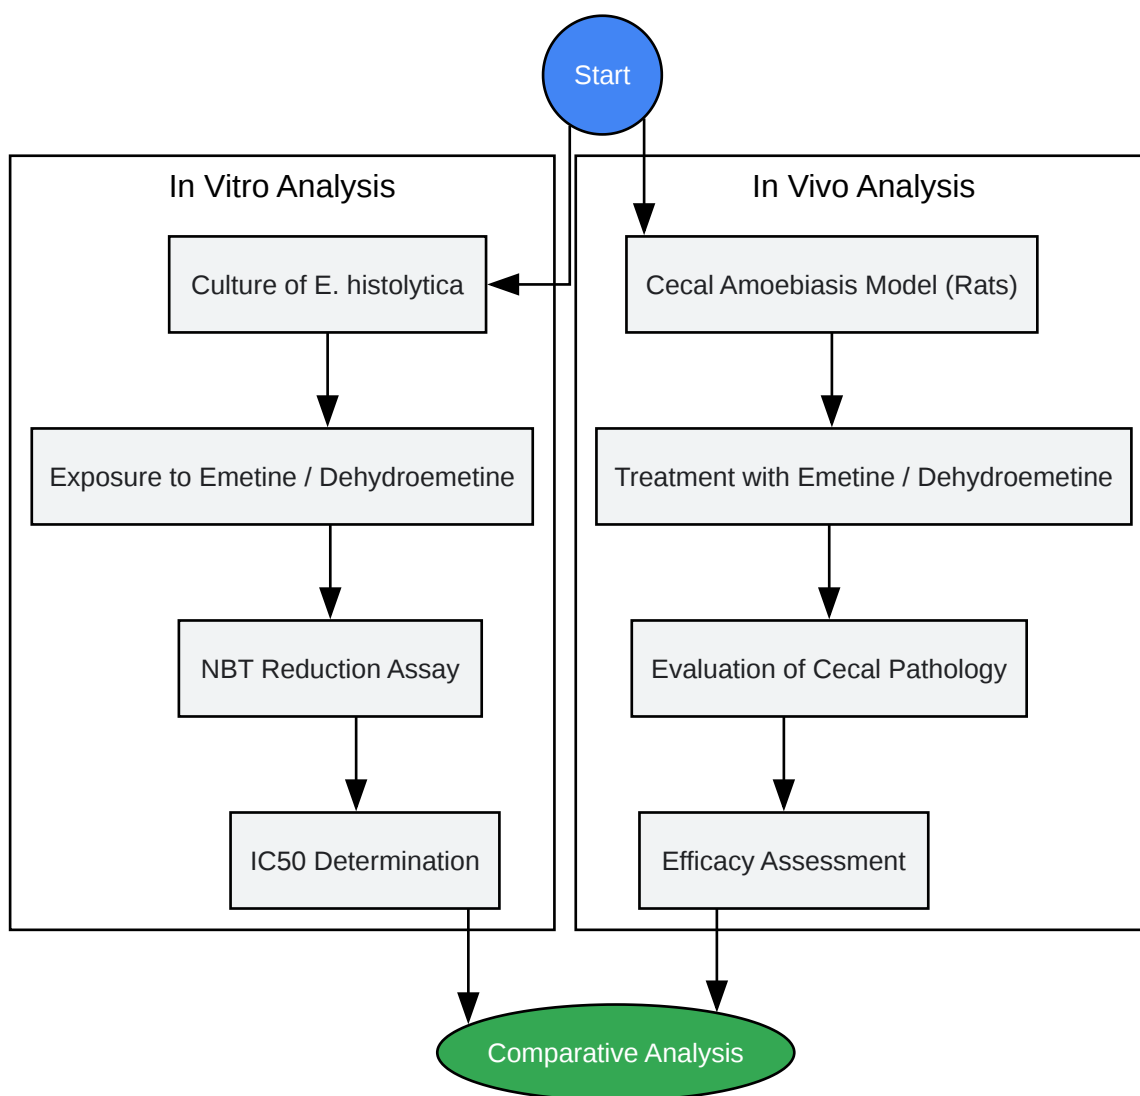 Start
In Vitro Analysis
Culture of E. histolytica
Exposure to Emetine / Dehydroemetine
NBT Reduction Assay
IC50 Determination
In Vivo Analysis
Cecal Amoebiasis Model (Rats)
Treatment with Emetine / Dehydroemetine
Evaluation of Cecal Pathology
Efficacy Assessment
Comparative Analysis